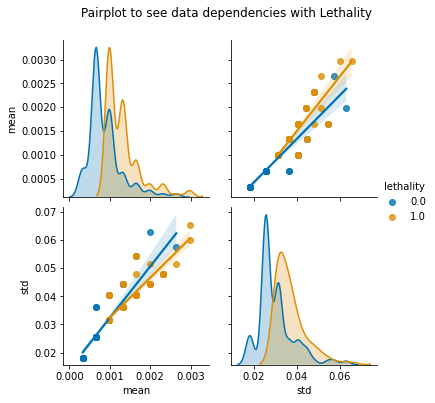 Pairplot to see data dependencies with Lethality
0.0030
0.0025
0.0020
0.0015
0.0010
0.0005
mean
lethality
0.0
1.0
0.07
0.06
0.05
0.04
0.03
0.02
std
0.000 0.001 0.002 0.003
mean
0.02 0.04 0.06
std